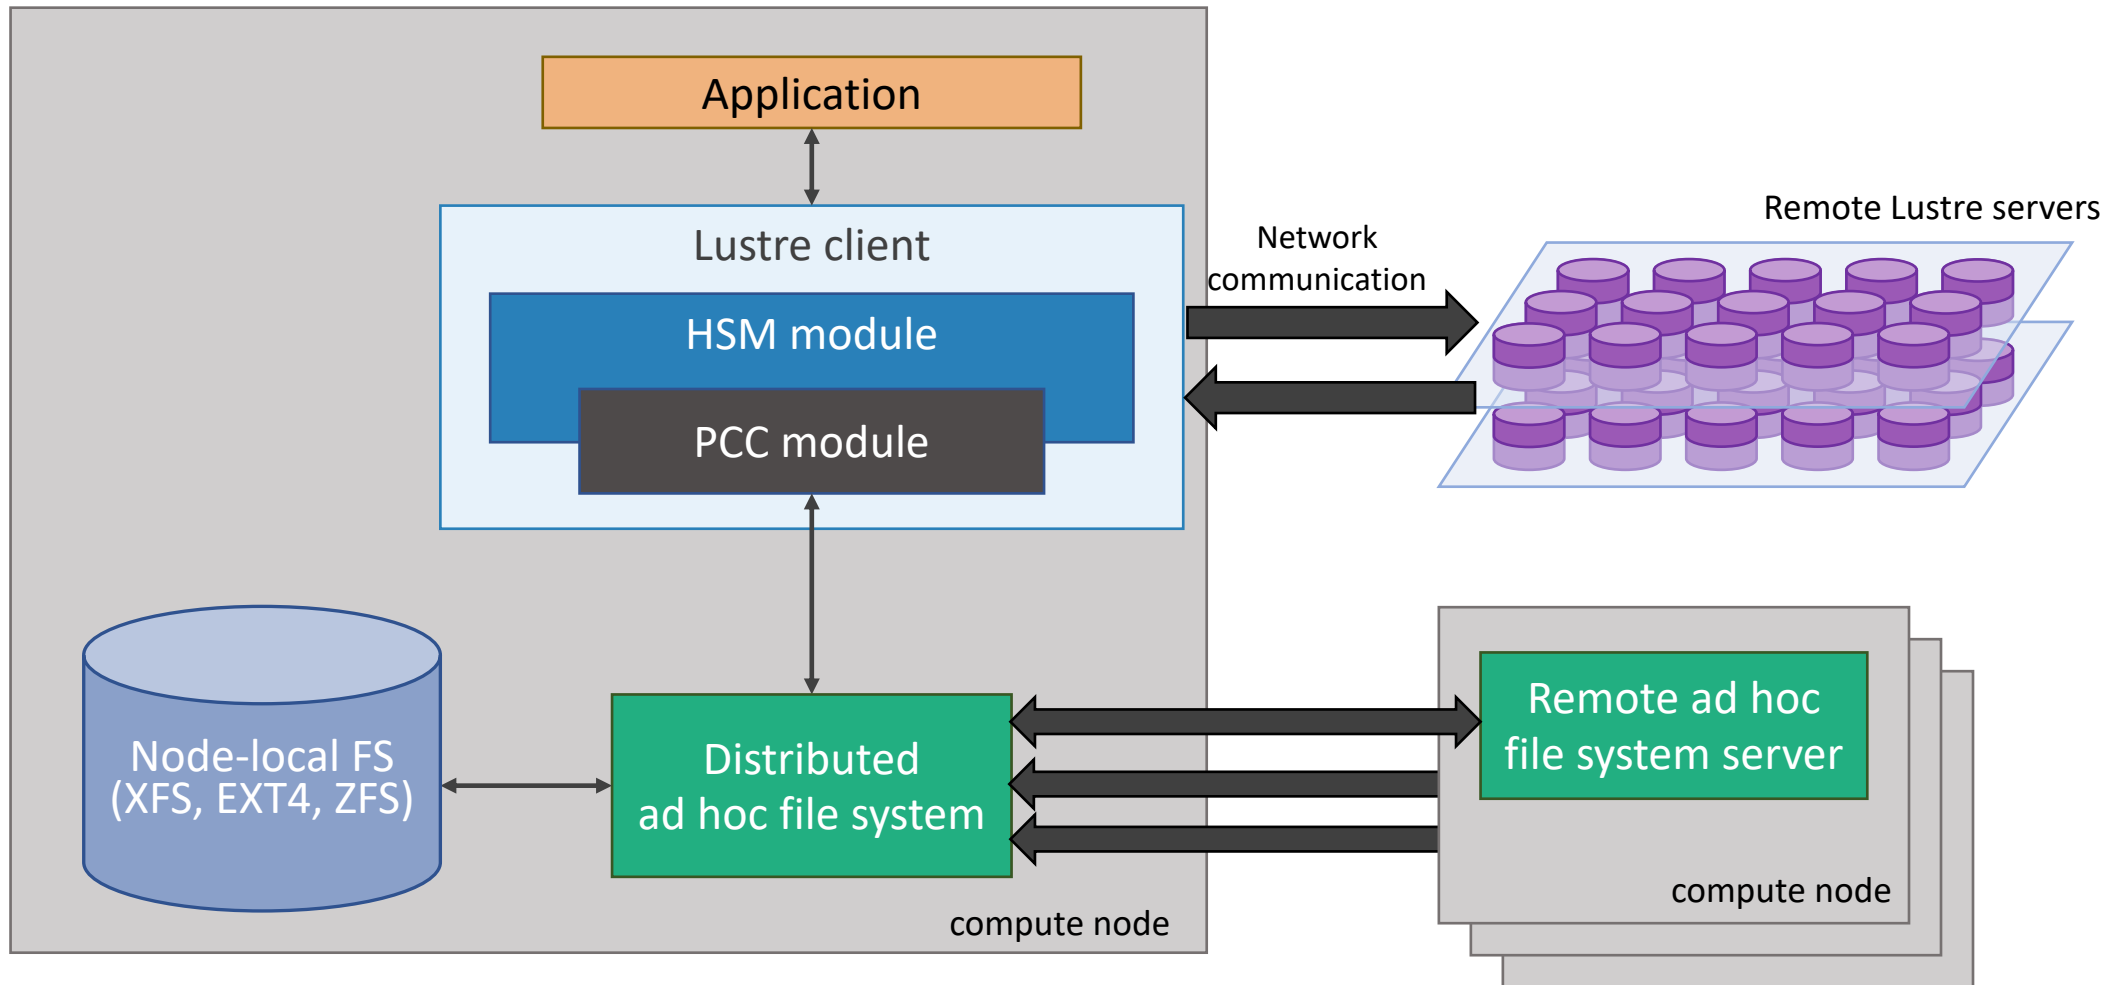 Application
Lustre client
HSM module
PCC module
Network
communication
Remote Lustre servers
Node-local FS
(XFS, EXT4, ZFS)
Distributed
ad hoc file system
compute node
Remote ad hoc
file system server
compute node